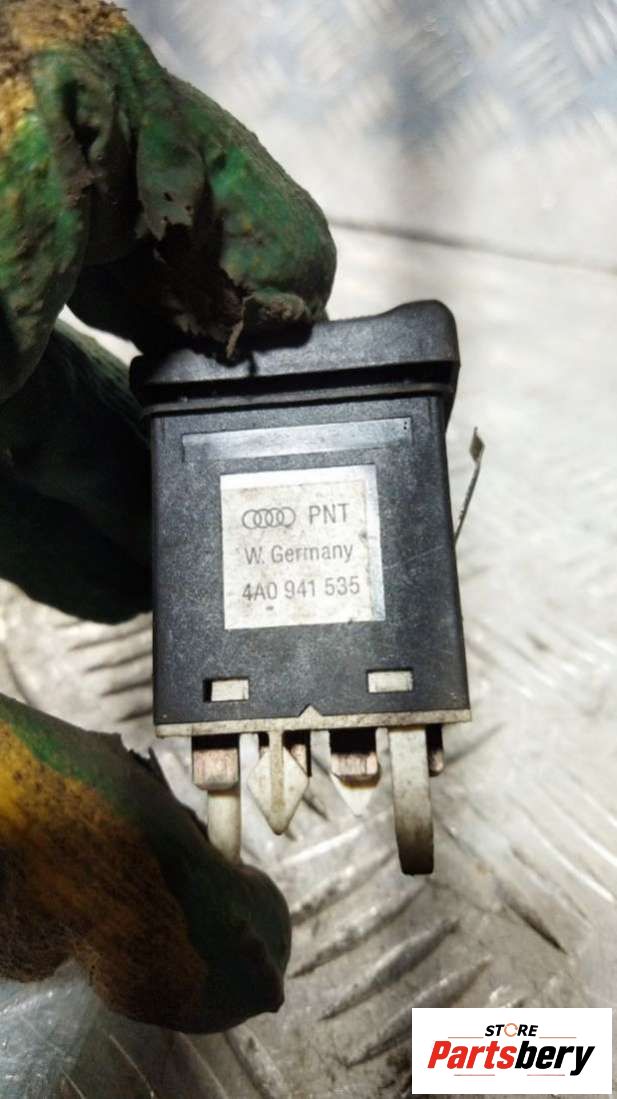 PNT
W. Germany
4A0 941 535
STORE
Partsbery